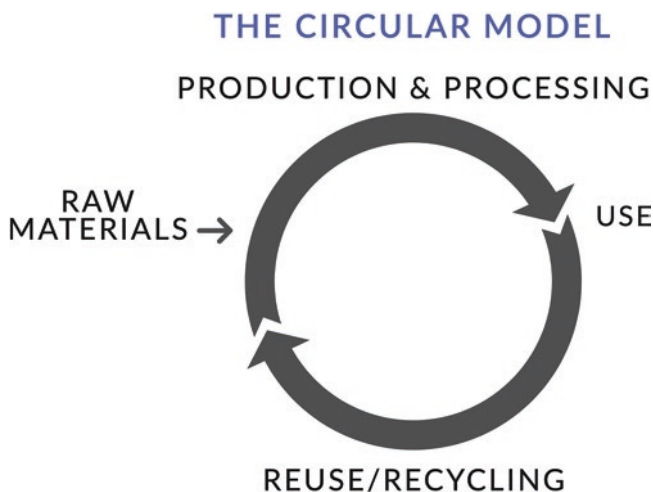 THE CIRCULAR MODEL
PRODUCTION & PROCESSING
RAW
MATERIALS
USE
REUSE/RECYCLING